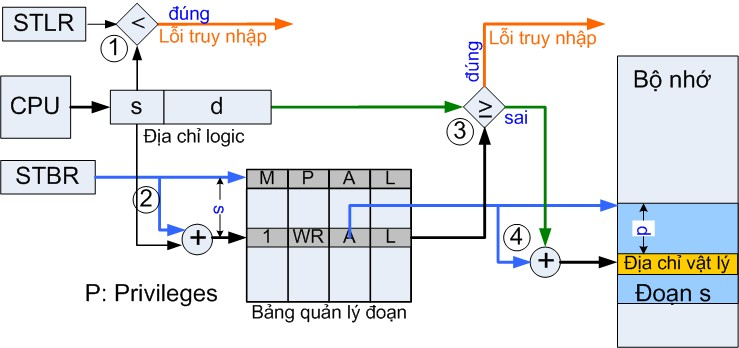 STLR
<
đúng
Lỗi truy nhập
1
CPU
s d
Địa chỉ logic
STBR
2
s
+
M P A L
1 WR A L
Bảng quản lý đoạn
P: Privileges
đúng
Lỗi truy nhập
≥
3
sai
4
+
Bộ nhớ
d
Địa chỉ vật lý
Đoạn s